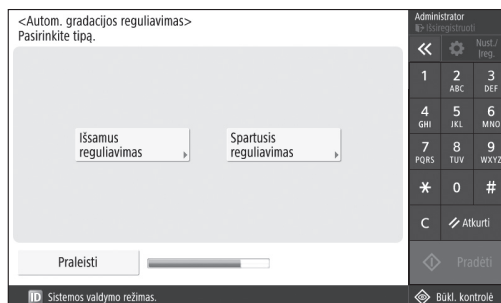 <Autom. gradacijos reguliavimas>
Pasirinkite tipą.
Išsamus
reguliavimas
Spartusis
reguliavimas
Praleisti
ID Sistemos valdymo režimas.
Administrator
Išsiregistruoti
Nust./
Įreg.
1 2 3
ABC DEF
4 5 6
GHI JKL MNO
7 8 9
PQRS TUV WXYZ
* 0 #
C Atkurti
Pradėti
Būkl. kontrolė